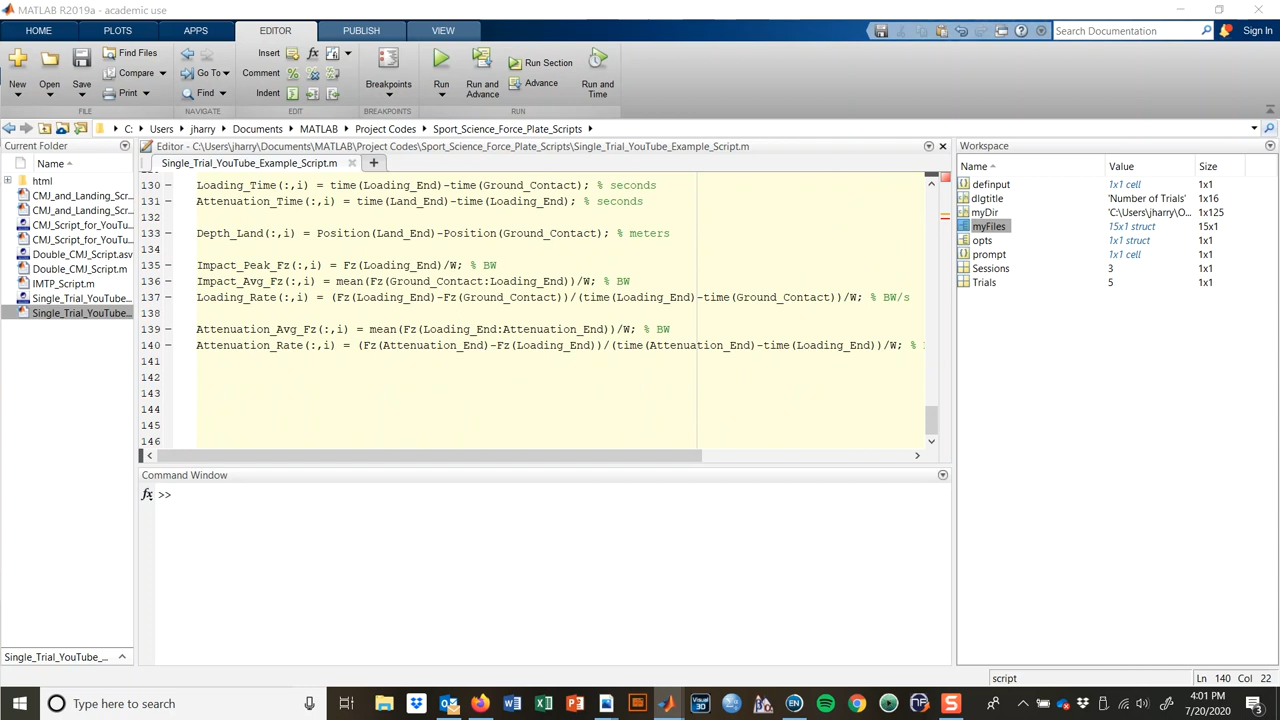 MATLAB R2019a - academic use
HOME PLOTS APPS EDITOR PUBLISH VIEW Search Documentation Sign In
New Open Save Find Files Compare Print Go To Find Insert Comment Indent fx Breakpoints Run Run and Advance Run Section Advance Run and Time
FILE NAVIGATE EDIT BREAKPOINTS RUN
C: Users jharry Documents MATLAB Project Codes Sport_Science_Force_Plate_Scripts
Current Folder
Name
html
CMJ_and_Landing_Scr...
CMJ_and_Landing_Scr...
CMJ_Script_for_YouTu...
CMJ_Script_for_YouTu...
Double_CMJ_Script.asv
Double_CMJ_Script.m
IMTP_Script.m
Single_Trial_YouTube...
Single_Trial_YouTube...
Single_Trial_YouTube_...
Editor - C:\Users\jharry\Documents\MATLAB\Project Codes\Sport_Science_Force_Plate_Scripts\Single_Trial_YouTube_Example_Script.m
Single_Trial_YouTube_Example_Script.m
130 Loading_Time(:,i) = time(Loading_End)-time(Ground_Contact); % seconds
131 Attenuation_Time(:,i) = time(Land_End)-time(Loading_End); % seconds
132
133 Depth_Land(:,i) = Position(Land_End)-Position(Ground_Contact); % meters
134
135 Impact_Peak_Fz(:,i) = Fz(Loading_End)/W; % BW
136 Impact_Avg_Fz(:,i) = mean(Fz(Ground_Contact:Loading_End))/W; % BW
137 Loading_Rate(:,i) = (Fz(Loading_End)-Fz(Ground_Contact))/(time(Loading_End)-time(Ground_Contact))/W; % BW/s
138
139 Attenuation_Avg_Fz(:,i) = mean(Fz(Loading_End:Attenuation_End))/W; % BW
140 Attenuation_Rate(:,i) = (Fz(Attenuation_End)-Fz(Loading_End))/(time(Attenuation_End)-time(Loading_End))/W; %
141
142
143
144
145
146
Command Window
fx >>
Workspace
Name Value Size
definput 1x1 cell 1x1
dlgtitle 'Number of Trials' 1x16
myDir 'C:\Users\jharry\O... 1x125
myFiles 15x1 struct 15x1
opts 1x1 struct 1x1
prompt 1x1 cell 1x1
Sessions 3 1x1
Trials 5 1x1
script Ln 140 Col 22
Type here to search
4:01 PM
7/20/2020